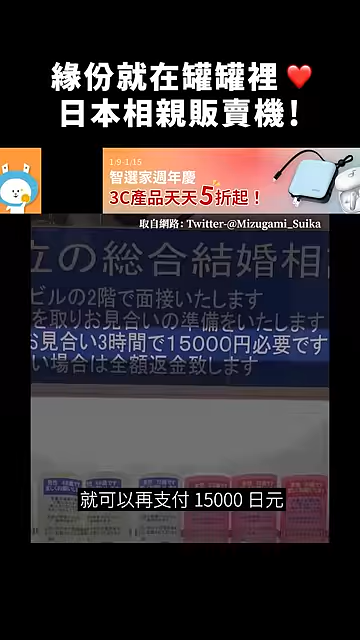 緣份就在罐罐裡❤️
日本相親販賣機!
1/9-1/15
智選家週年慶
3C產品天天5折起!
取自網路: Twitter-@Mizugami_Suika
立の総合結婚相
ビルの2階で面接いたします
を取りお見合いの準備をいたします
お見合い3時間で15000円必要です
い場合は全額返金致します
就可以再支付 15000 日元